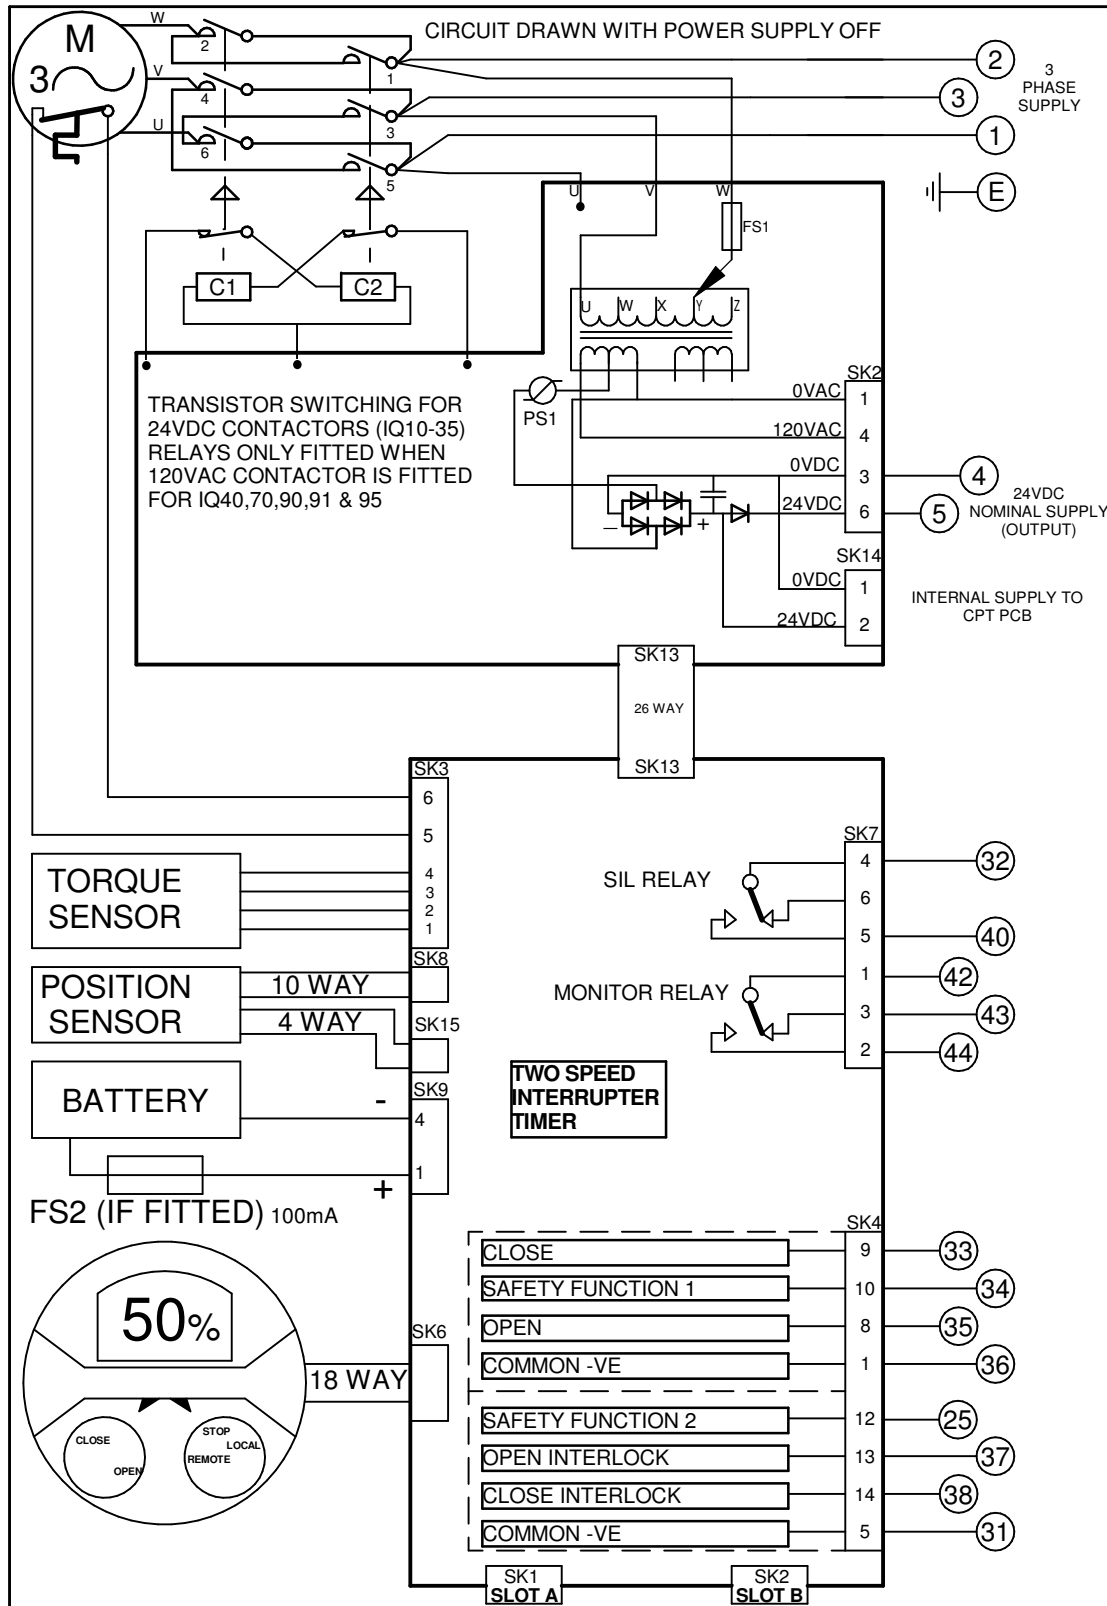 CIRCUIT DRAWN WITH POWER SUPPLY OFF
W
M
3
V
U
2
4
6
1
3
5
2
3
1
E
3
PHASE
SUPPLY
U
V
W
FS1
C1
C2
U
W
X
Y
Z
TRANSISTOR SWITCHING FOR
24VDC CONTACTORS (IQ10-35)
RELAYS ONLY FITTED WHEN
120VAC CONTACTOR IS FITTED
FOR IQ40,70,90,91 & 95
PS1
SK2
0VAC 1
120VAC 4
0VDC 3
24VDC 6
4
5
24VDC
NOMINAL SUPPLY
(OUTPUT)
– +
SK14
0VDC 1
24VDC 2
INTERNAL SUPPLY TO
CPT PCB
SK13
26 WAY
SK13
SK3
6
5
4
3
2
1
TORQUE
SENSOR
SK8
POSITION
SENSOR
10 WAY
4 WAY
SK15
BATTERY
-
SK9
4
1
+
FS2 (IF FITTED) 100mA
SK7
SIL RELAY
4 32
6
5 40
MONITOR RELAY
1 42
3 43
2 44
TWO SPEED
INTERRUPTER
TIMER
50%
SK6
18 WAY
CLOSE
OPEN
STOP
LOCAL
REMOTE
SK4
CLOSE 9 33
SAFETY FUNCTION 1 10 34
OPEN 8 35
COMMON -VE 1 36
SAFETY FUNCTION 2 12 25
OPEN INTERLOCK 13 37
CLOSE INTERLOCK 14 38
COMMON -VE 5 31
SK1
SLOT A
SK2
SLOT B